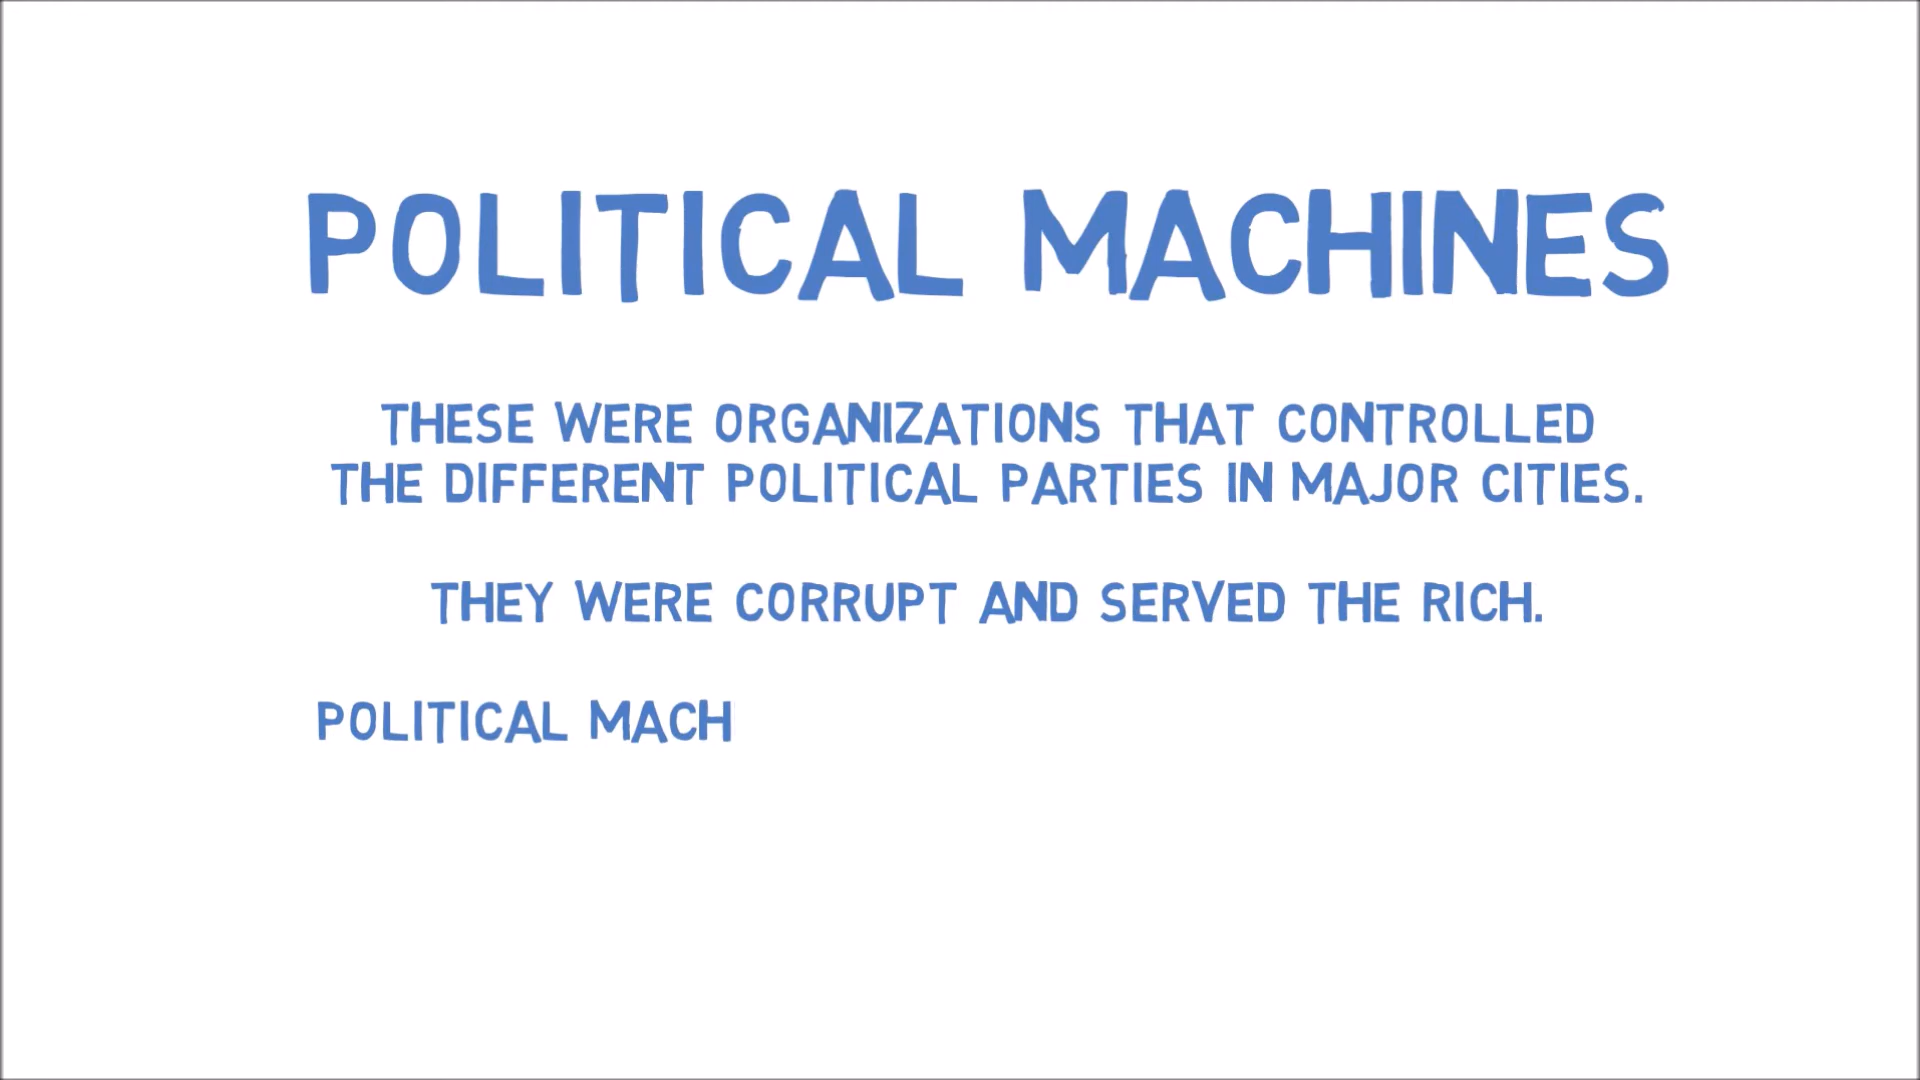 POLITICAL MACHINES
THESE WERE ORGANIZATIONS THAT CONTROLLED
THE DIFFERENT POLITICAL PARTIES IN MAJOR CITIES.
THEY WERE CORRUPT AND SERVED THE RICH.
POLITICAL MACH